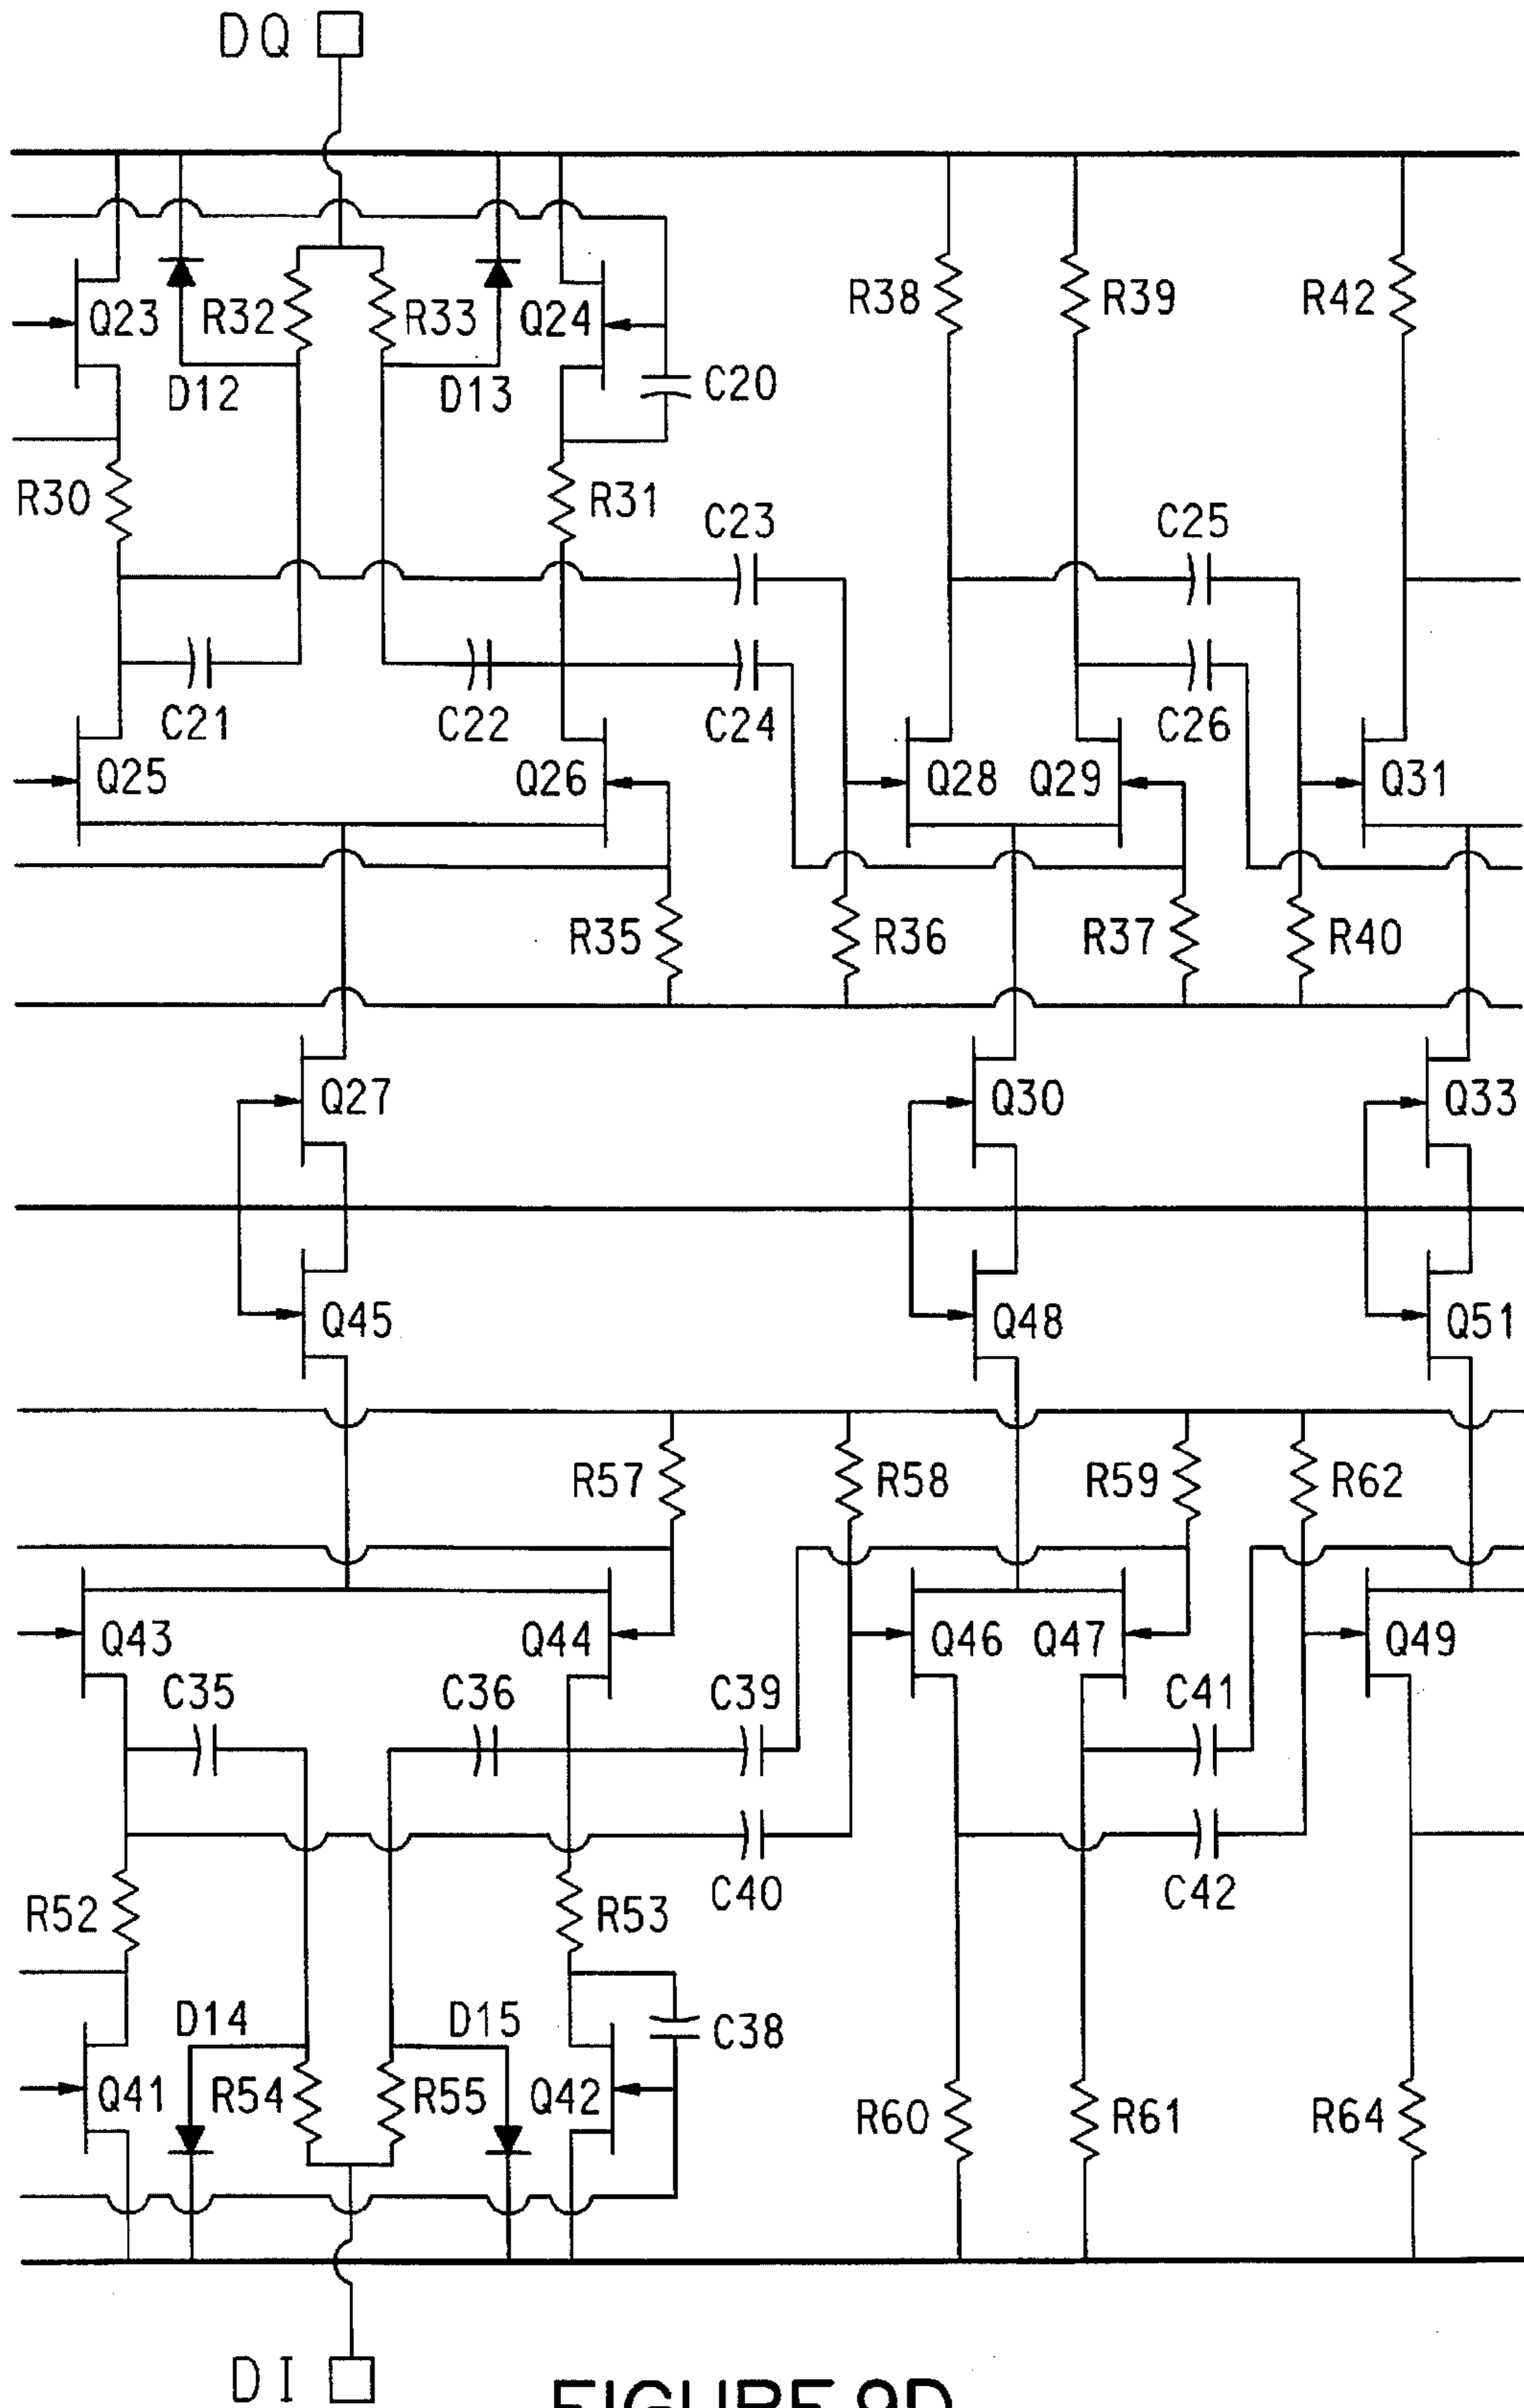 DQ
Q23 R32 R33 Q24 R38 R39 R42
D12 D13 C20
R30 R31 C23 C25
C21 C22 C24 C26
Q25 Q26 Q28 Q29 Q31
R35 R36 R37 R40
Q27 Q30 Q33
Q45 Q48 Q51
R57 R58 R59 R62
Q43 Q44 Q46 Q47 Q49
C35 C36 C39 C41
R52 R53 C40 C42
D14 D15 C38
Q41 R54 R55 Q42 R60 R61 R64
DI
FIGURE 9D